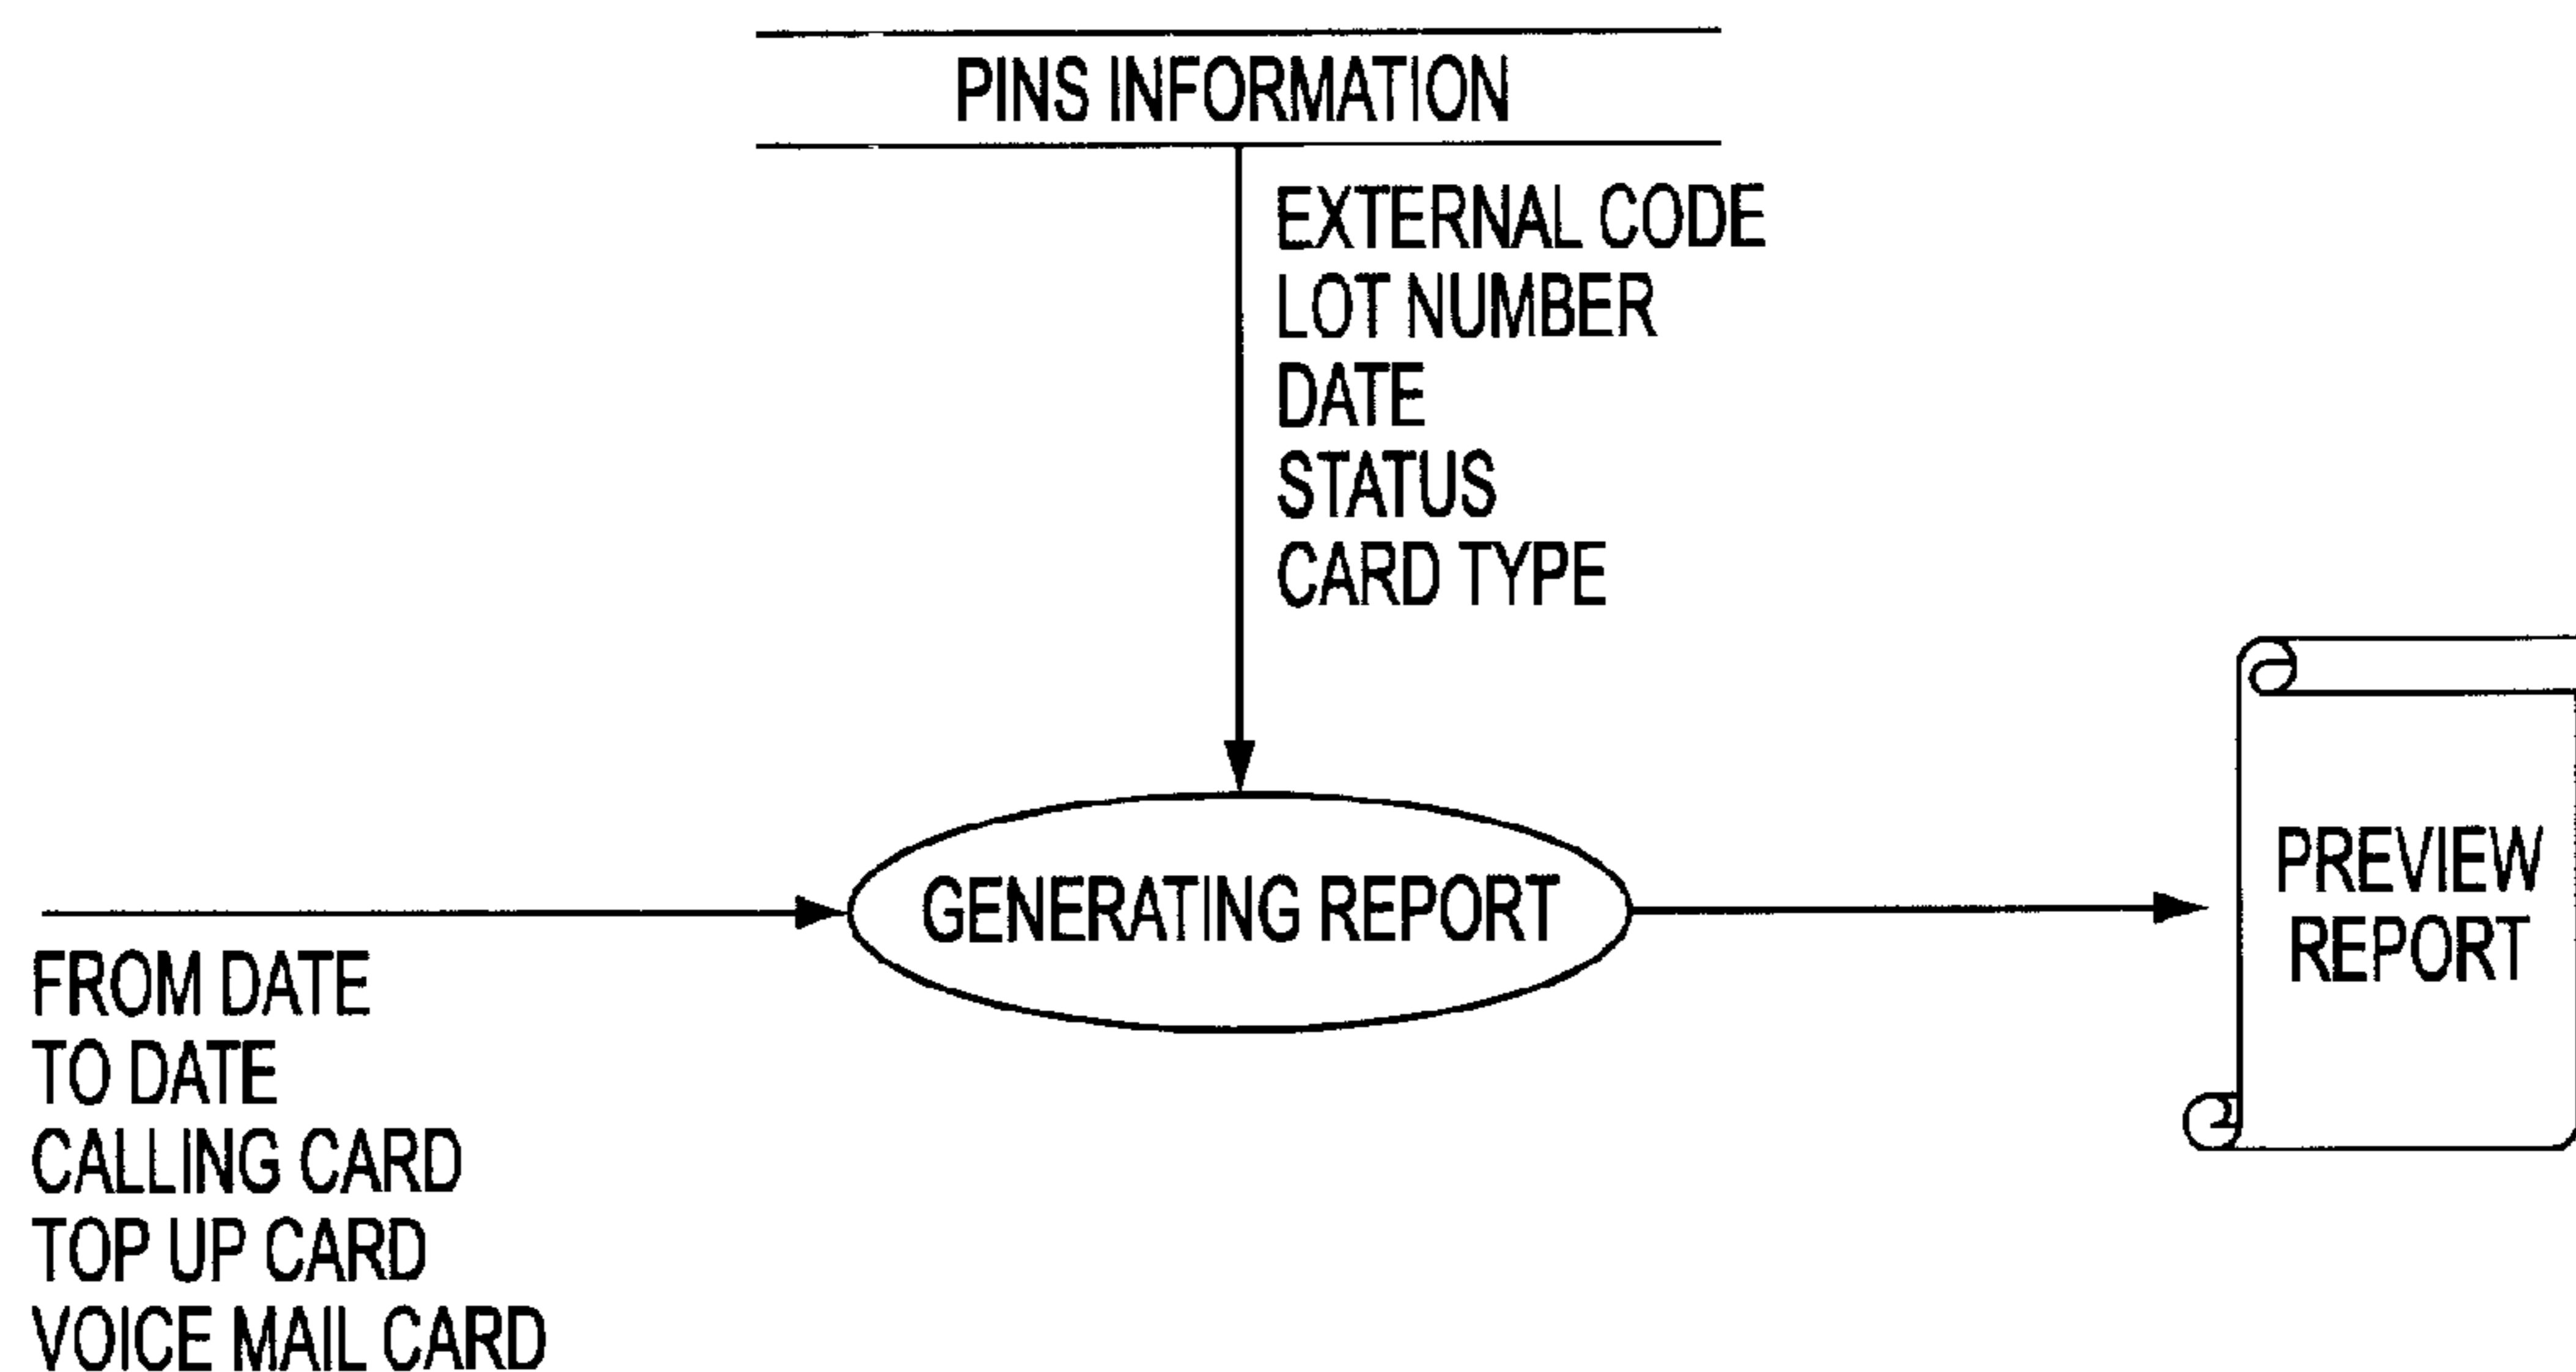 PINS INFORMATION
EXTERNAL CODE
LOT NUMBER
DATE
STATUS
CARD TYPE
GENERATING REPORT
PREVIEW
REPORT
FROM DATE
TO DATE
CALLING CARD
TOP UP CARD
VOICE MAIL CARD